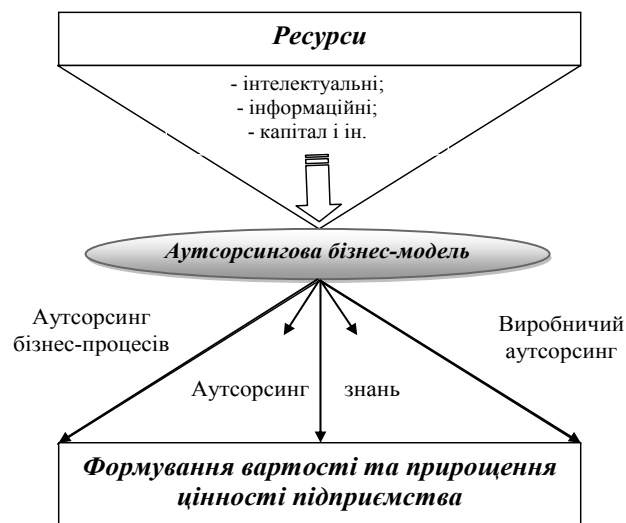 Ресурси
- інтелектуальні;
- інформаційні;
- капітал і ін.
Аутсорсингова бізнес-модель
Аутсорсинг
бізнес-процесів
Виробничий
аутсорсинг
Аутсорсинг знань
Формування вартості та прирощення
цінності підприємства